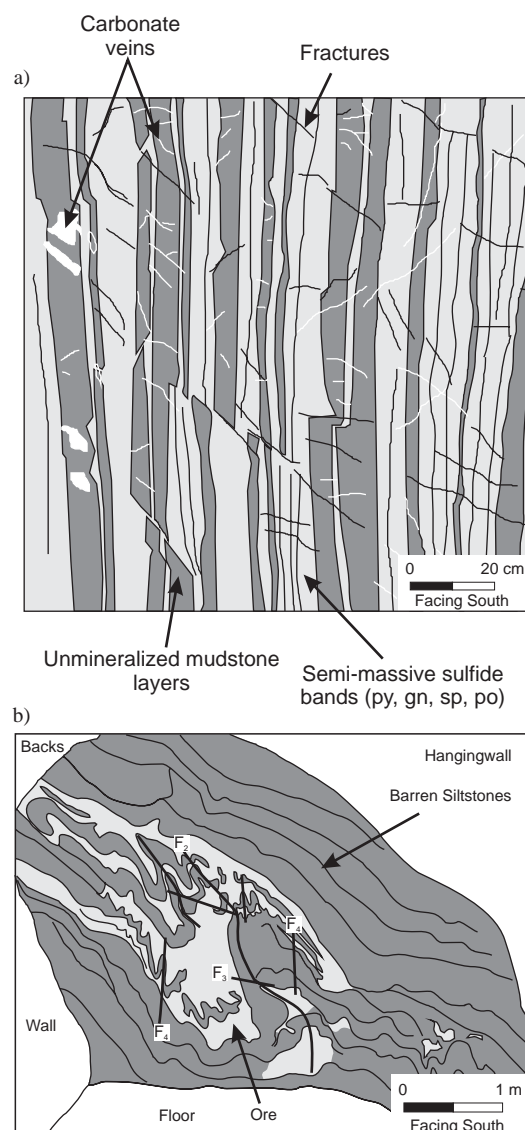 Carbonate
veins
Fractures
a)
0 20 cm
Facing South
Unmineralized mudstone
layers
Semi-massive sulfide
bands (py, gn, sp, po)
b)
Backs
Hangingwall
Barren Siltstones
F2
F4
F3
Wall
F4
Floor
Ore
0 1 m
Facing South